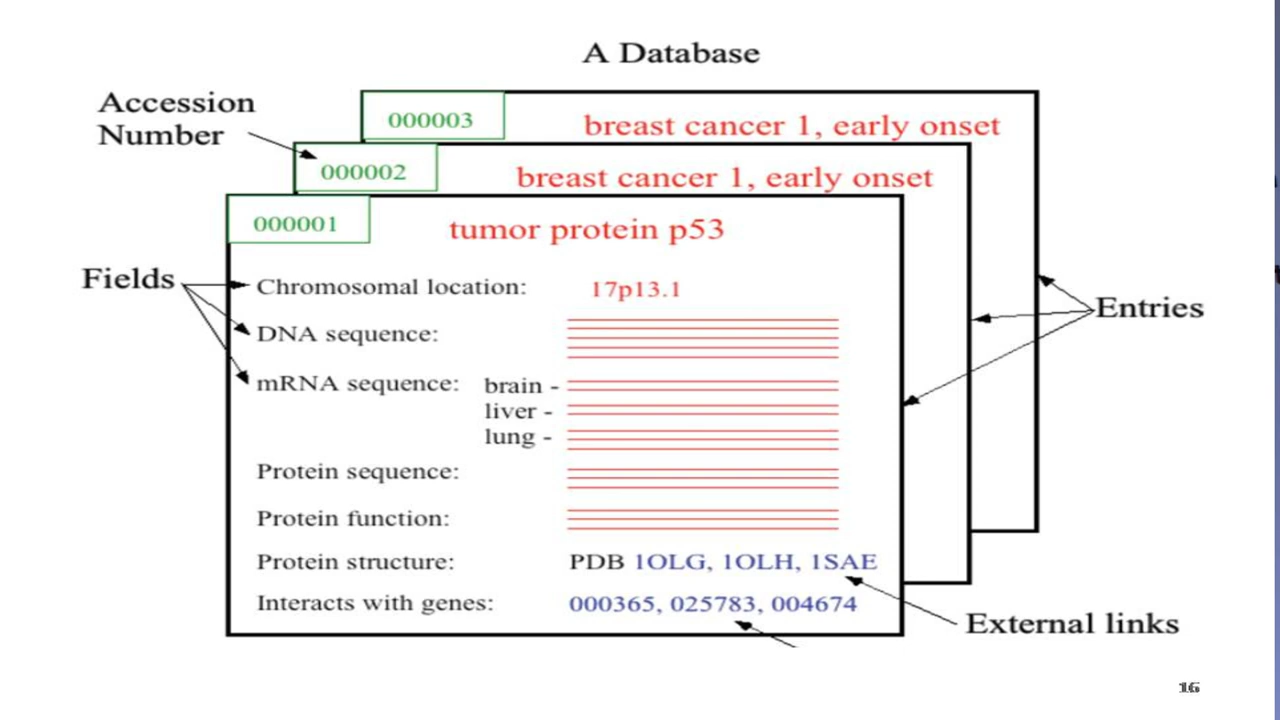 A Database
Accession
Number
000003
breast cancer 1, early onset
000002
breast cancer 1, early onset
000001
tumor protein p53
Fields
Chromosomal location: 17p13.1
DNA sequence:
mRNA sequence: brain -
liver -
lung -
Protein sequence:
Protein function:
Protein structure: PDB 1OLG, 1OLH, 1SAE
Interacts with genes: 000365, 025783, 004674
Entries
External links
16